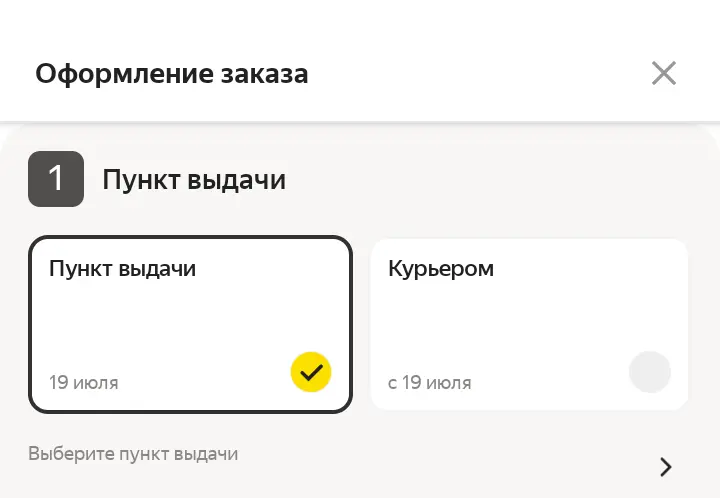 Оформление заказа
1 Пункт выдачи
Пункт выдачи
Курьером
19 июля
с 19 июля
Выберите пункт выдачи